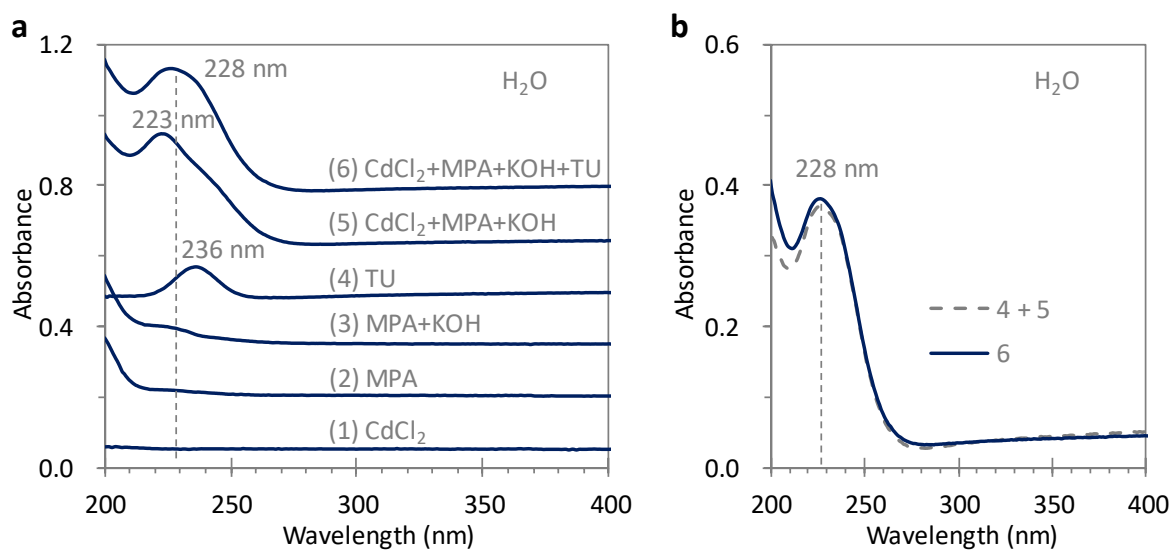 a
1.2
0.8
0.4
0.0
Absorbance
H₂O
228 nm
223 nm
(6) CdCl₂+MPA+KOH+TU
(5) CdCl₂+MPA+KOH
236 nm
(4) TU
(3) MPA+KOH
(2) MPA
(1) CdCl₂
200 250 300 350 400
Wavelength (nm)
b
0.6
0.4
0.2
0.0
Absorbance
H₂O
228 nm
4 + 5
6
200 250 300 350 400
Wavelength (nm)